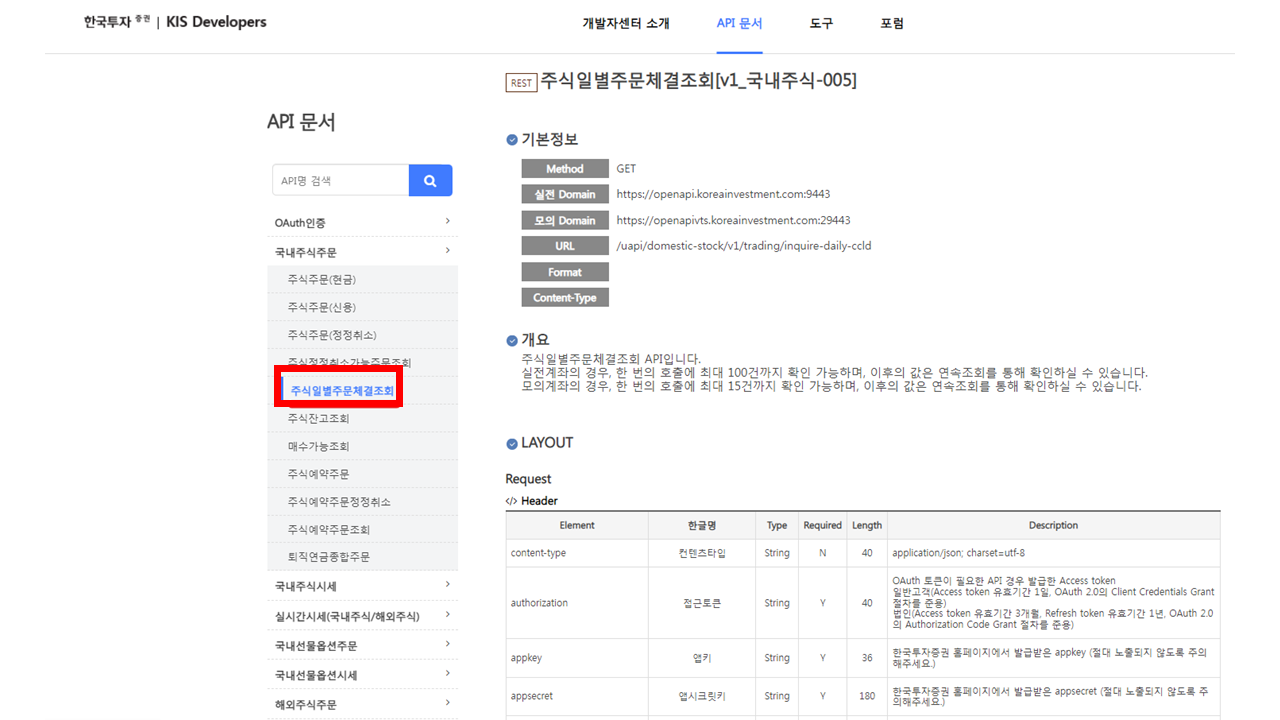 한국투자 증권 | KIS Developers
개발자센터 소개
API 문서
도구
포럼
API 문서
API명 검색
OAuth인증
국내주식주문
주식주문(현금)
주식주문(신용)
주식주문(정정취소)
주식정정취소가능주문조회
주식일별주문체결조회
주식잔고조회
매수가능조회
주식예약주문
주식예약주문정정취소
주식예약주문조회
퇴직연금종합주문
국내주식시세
실시간시세(국내주식/해외주식)
국내선물옵션주문
국내선물옵션시세
해외주식주문
REST 주식일별주문체결조회[v1_국내주식-005]
기본정보
Method GET
실전 Domain https://openapi.koreainvestment.com:9443
모의 Domain https://openapivts.koreainvestment.com:29443
URL /uapi/domestic-stock/v1/trading/inquire-daily-ccld
Format
Content-Type
개요
주식일별주문체결조회 API입니다.
실전계좌의 경우, 한 번의 호출에 최대 100건까지 확인 가능하며, 이후의 값은 연속조회를 통해 확인하실 수 있습니다.
모의계좌의 경우, 한 번의 호출에 최대 15건까지 확인 가능하며, 이후의 값은 연속조회를 통해 확인하실 수 있습니다.
LAYOUT
Request
</> Header
Element 한글명 Type Required Length Description
content-type 컨텐츠타입 String N 40 application/json; charset=utf-8
authorization 접근토큰 String Y 40 OAuth 토큰이 필요한 API 경우 발급한 Access token
일반고객(Access token 유효기간 1일, OAuth 2.0의 Client Credentials Grant
절차를 준용)
법인(Access token 유효기간 3개월, Refresh token 유효기간 1년, OAuth 2.0
의 Authorization Code Grant 절차를 준용)
appkey 앱키 String Y 36 한국투자증권 홈페이지에서 발급받은 appkey (절대 노출되지 않도록 주의
해주세요.)
appsecret 앱시크릿키 String Y 180 한국투자증권 홈페이지에서 발급받은 appsecret (절대 노출되지 않도록 주
의해주세요.)